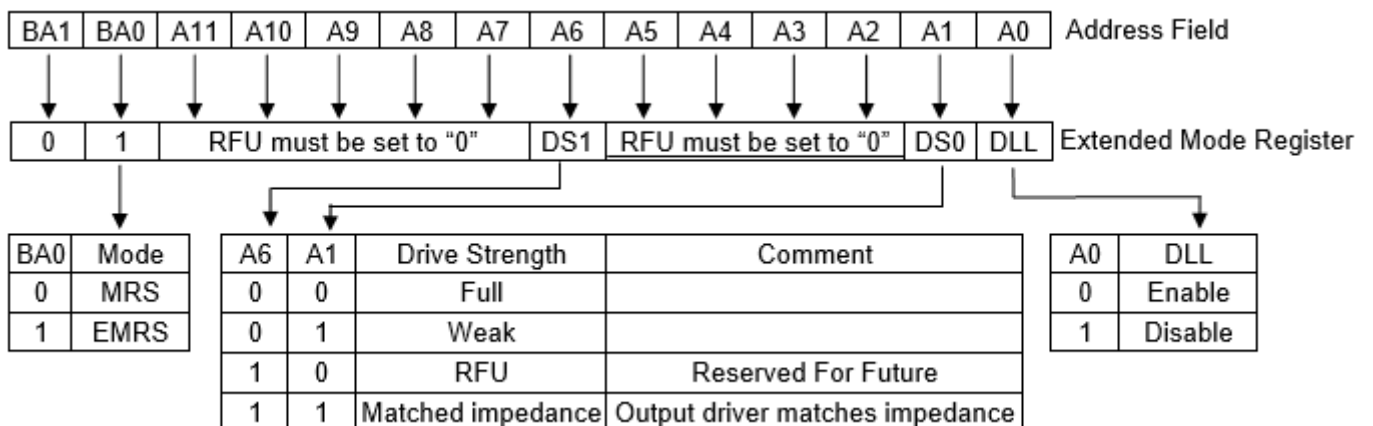 BA1 BA0 A11 A10 A9 A8 A7 A6 A5 A4 A3 A2 A1 A0 Address Field
0 1 RFU must be set to “0” DS1 RFU must be set to “0” DS0 DLL Extended Mode Register
BA0 Mode A6 A1 Drive Strength Comment A0 DLL
0 MRS 0 0 Full 0 Enable
1 EMRS 0 1 Weak 1 Disable
1 0 RFU Reserved For Future
1 1 Matched impedance Output driver matches impedance